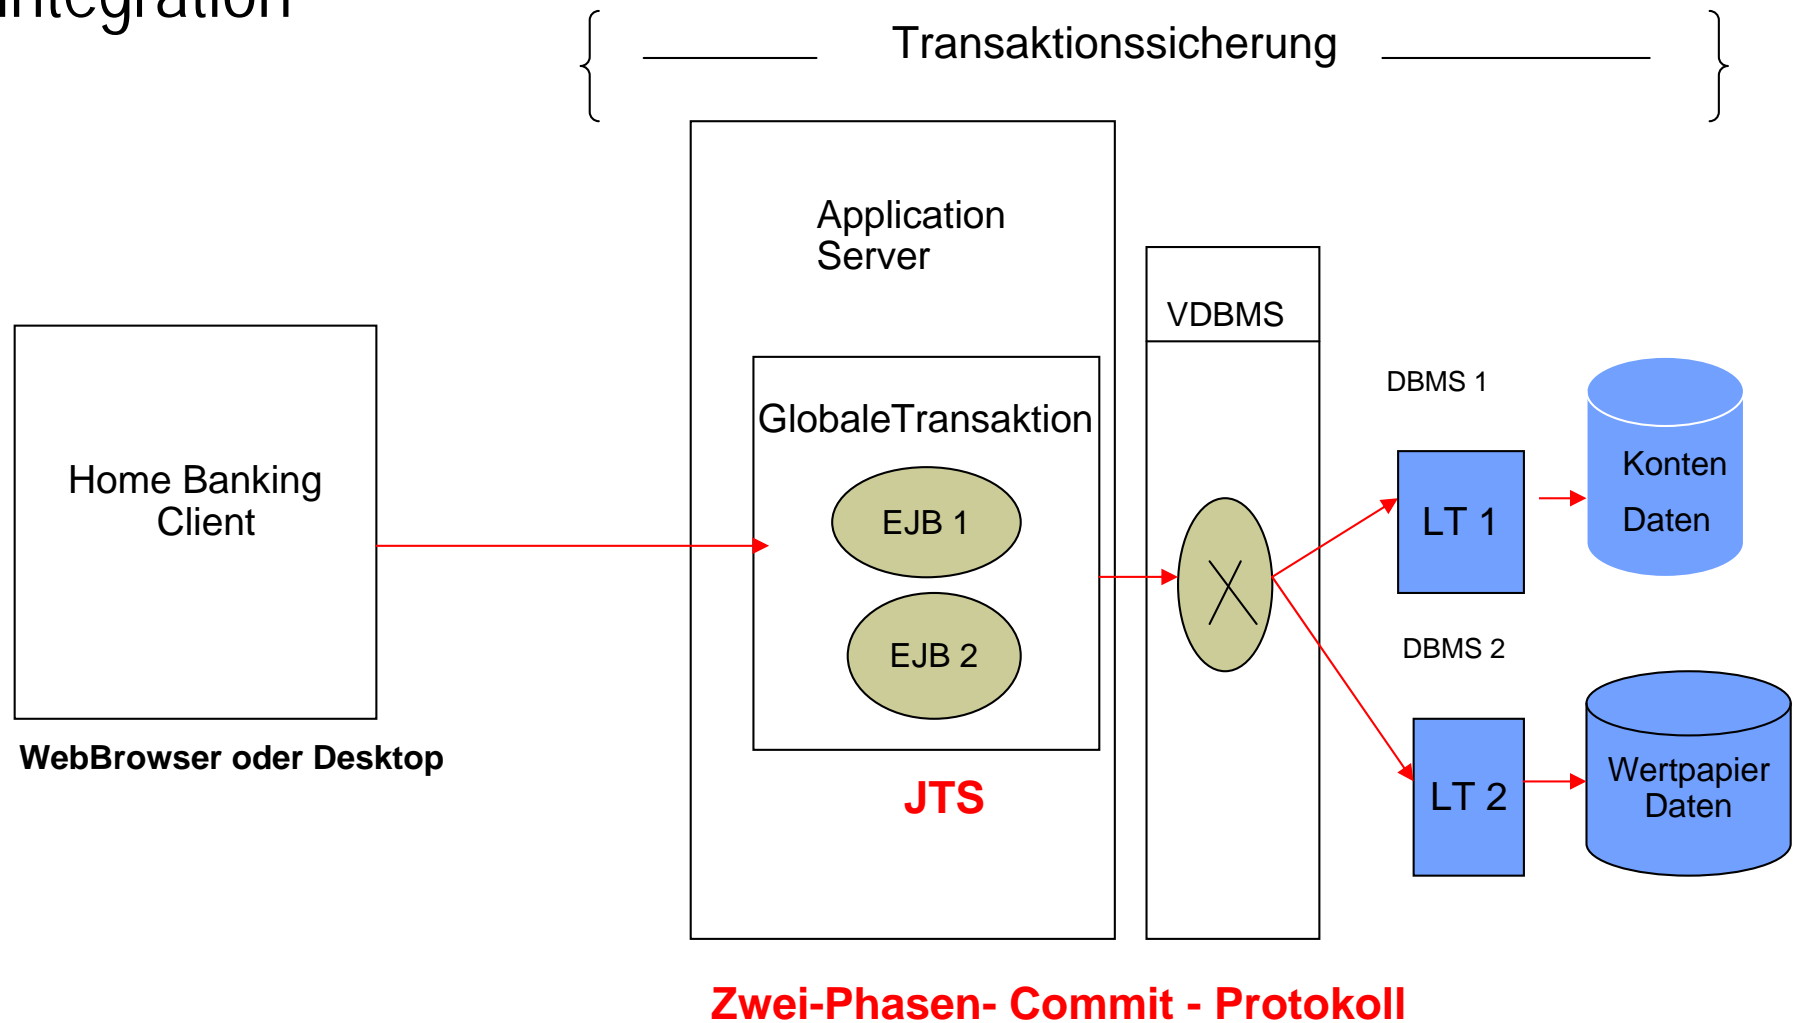 Integration
Transaktionssicherung
Application
Server
VDBMS
GlobaleTransaktion
EJB 1
EJB 2
JTS
Home Banking
Client
WebBrowser oder Desktop
DBMS 1
LT 1
Konten
Daten
DBMS 2
LT 2
Wertpapier
Daten
Zwei-Phasen- Commit - Protokoll